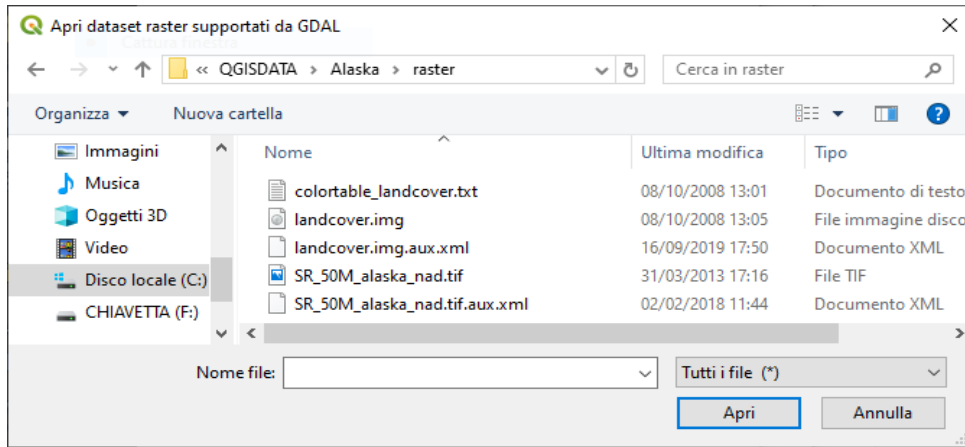 Apri dataset raster supportati da GDAL
« QGISDATA > Alaska > raster
Cerca in raster
Organizza
Nuova cartella
Immagini
Musica
Oggetti 3D
Video
Disco locale (C:)
CHIAVETTA (F:)
Nome Ultima modifica Tipo
colortable_landcover.txt 08/10/2008 13:01 Documento di testo
landcover.img 08/10/2008 13:05 File immagine disco
landcover.img.aux.xml 16/09/2019 17:50 Documento XML
SR_50M_alaska_nad.tif 31/03/2013 17:16 File TIF
SR_50M_alaska_nad.tif.aux.xml 02/02/2018 11:44 Documento XML
Nome file:
Tutti i file (*)
Apri
Annulla